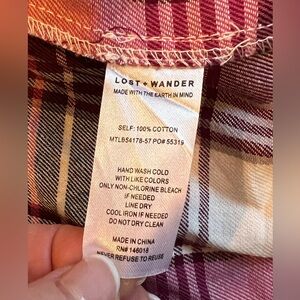 LOST + WANDER
MADE WITH THE EARTH IN MIND
SELF: 100% COTTON
MTLB54178-57 PO# 55319
HAND WASH COLD
WITH LIKE COLORS
ONLY NON-CHLORINE BLEACH
IF NEEDED
LINE DRY
COOL IRON IF NEEDED
DO NOT DRY CLEAN
MADE IN CHINA
RN# 146018
NEVER REFUSE TO REUSE